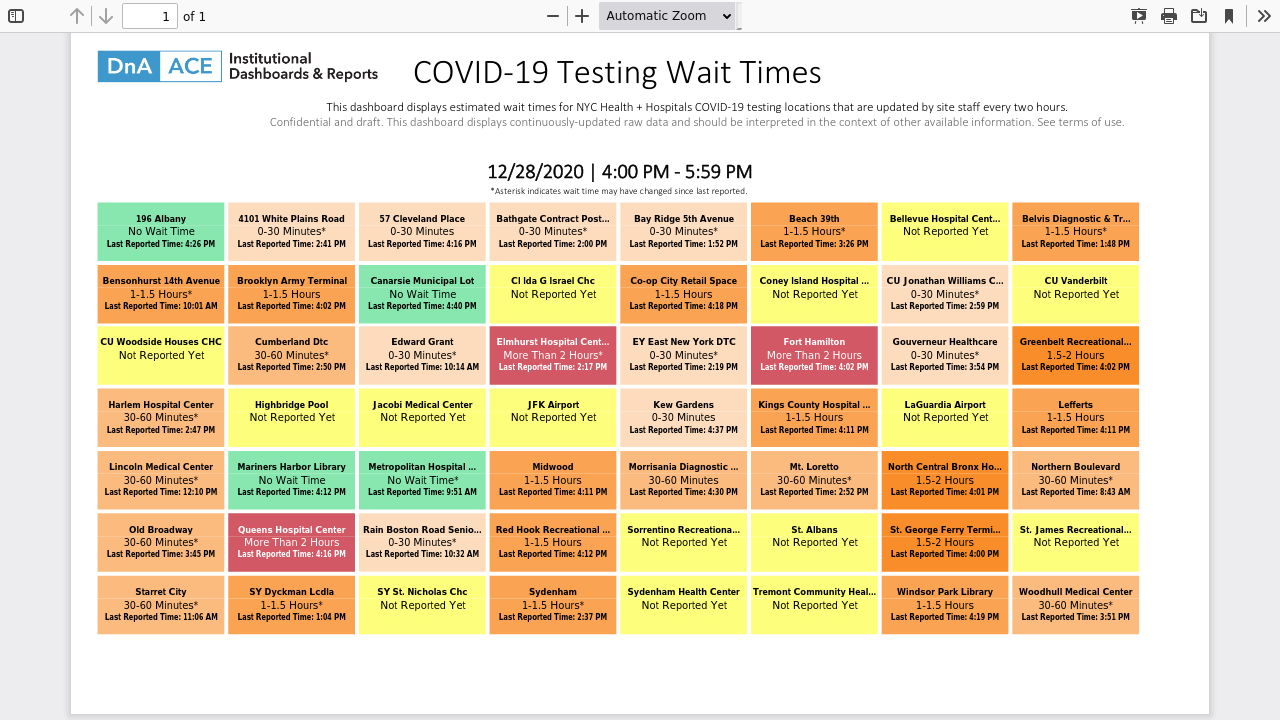 1 of 1 Automatic Zoom
DnA ACE Institutional
Dashboards & Reports
COVID-19 Testing Wait Times
This dashboard displays estimated wait times for NYC Health + Hospitals COVID-19 testing locations that are updated by site staff every two hours.
Confidential and draft. This dashboard displays continuously-updated raw data and should be interpreted in the context of other available information. See terms of use.
12/28/2020 | 4:00 PM - 5:59 PM
*Asterisk indicates wait time may have changed since last reported.
196 Albany
No Wait Time
Last Reported Time: 4:26 PM
4101 White Plains Road
0-30 Minutes*
Last Reported Time: 2:41 PM
57 Cleveland Place
0-30 Minutes
Last Reported Time: 4:16 PM
Bathgate Contract Post...
0-30 Minutes*
Last Reported Time: 2:00 PM
Bay Ridge 5th Avenue
0-30 Minutes*
Last Reported Time: 1:52 PM
Beach 39th
1-1.5 Hours*
Last Reported Time: 3:26 PM
Bellevue Hospital Cent...
Not Reported Yet
Belvis Diagnostic & Tr...
1-1.5 Hours*
Last Reported Time: 1:48 PM
Bensonhurst 14th Avenue
1-1.5 Hours*
Last Reported Time: 10:01 AM
Brooklyn Army Terminal
1-1.5 Hours
Last Reported Time: 4:02 PM
Canarsie Municipal Lot
No Wait Time
Last Reported Time: 4:40 PM
Cl Ida G Israel Chc
Not Reported Yet
Co-op City Retail Space
1-1.5 Hours
Last Reported Time: 4:18 PM
Coney Island Hospital ...
Not Reported Yet
CU Jonathan Williams C...
0-30 Minutes*
Last Reported Time: 2:59 PM
CU Vanderbilt
Not Reported Yet
CU Woodside Houses CHC
Not Reported Yet
Cumberland Dtc
30-60 Minutes*
Last Reported Time: 2:50 PM
Edward Grant
0-30 Minutes*
Last Reported Time: 10:14 AM
Elmhurst Hospital Cent...
More Than 2 Hours*
Last Reported Time: 2:17 PM
EY East New York DTC
0-30 Minutes*
Last Reported Time: 2:19 PM
Fort Hamilton
More Than 2 Hours
Last Reported Time: 4:02 PM
Gouverneur Healthcare
0-30 Minutes*
Last Reported Time: 3:54 PM
Greenbelt Recreational...
1.5-2 Hours
Last Reported Time: 4:02 PM
Harlem Hospital Center
30-60 Minutes*
Last Reported Time: 2:47 PM
Highbridge Pool
Not Reported Yet
Jacobi Medical Center
Not Reported Yet
JFK Airport
Not Reported Yet
Kew Gardens
0-30 Minutes
Last Reported Time: 4:37 PM
Kings County Hospital ...
1-1.5 Hours
Last Reported Time: 4:11 PM
LaGuardia Airport
Not Reported Yet
Lefferts
1-1.5 Hours
Last Reported Time: 4:11 PM
Lincoln Medical Center
30-60 Minutes*
Last Reported Time: 12:10 PM
Mariners Harbor Library
No Wait Time
Last Reported Time: 4:12 PM
Metropolitan Hospital ...
No Wait Time*
Last Reported Time: 9:51 AM
Midwood
1-1.5 Hours
Last Reported Time: 4:11 PM
Morrisania Diagnostic ...
30-60 Minutes
Last Reported Time: 4:30 PM
Mt. Loretto
30-60 Minutes*
Last Reported Time: 2:52 PM
North Central Bronx Ho...
1.5-2 Hours
Last Reported Time: 4:01 PM
Northern Boulevard
30-60 Minutes*
Last Reported Time: 8:43 AM
Old Broadway
30-60 Minutes*
Last Reported Time: 3:45 PM
Queens Hospital Center
More Than 2 Hours
Last Reported Time: 4:16 PM
Rain Boston Road Senio...
0-30 Minutes*
Last Reported Time: 10:32 AM
Red Hook Recreational ...
1-1.5 Hours
Last Reported Time: 4:12 PM
Sorrentino Recreationa...
Not Reported Yet
St. Albans
Not Reported Yet
St. George Ferry Termi...
1.5-2 Hours
Last Reported Time: 4:00 PM
St. James Recreational...
Not Reported Yet
Starret City
30-60 Minutes*
Last Reported Time: 11:06 AM
SY Dyckman Lcdla
1-1.5 Hours*
Last Reported Time: 1:04 PM
SY St. Nicholas Chc
Not Reported Yet
Sydenham
1-1.5 Hours*
Last Reported Time: 2:37 PM
Sydenham Health Center
Not Reported Yet
Tremont Community Heal...
Not Reported Yet
Windsor Park Library
1-1.5 Hours
Last Reported Time: 4:19 PM
Woodhull Medical Center
30-60 Minutes*
Last Reported Time: 3:51 PM